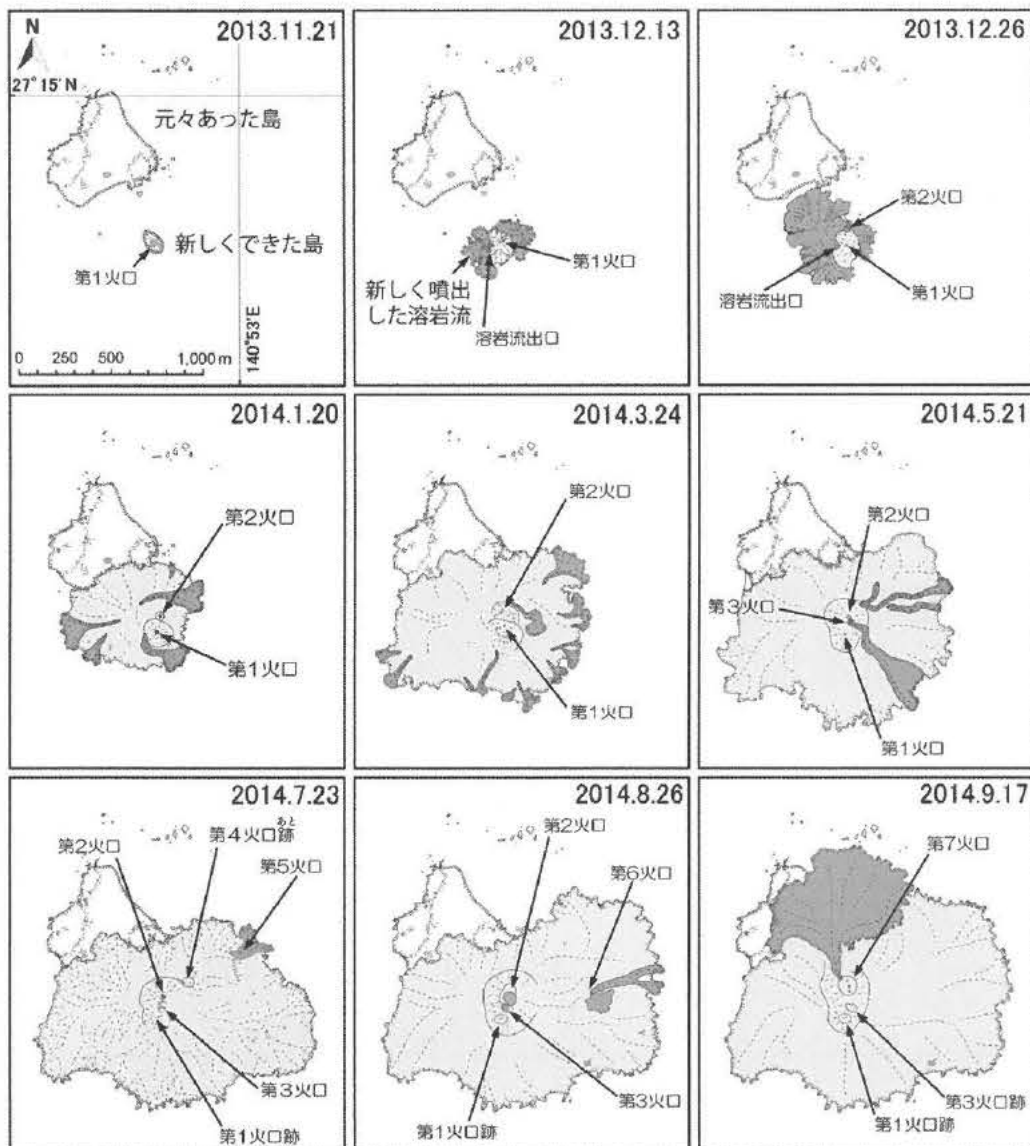 2013.11.21
N
27°15′N
元々あった島
新しくできた島
第1火口
0 250 500 1,000m
140°53′E
2013.12.13
第1火口
新しく噴出
した溶岩流
溶岩流出口
2013.12.26
第2火口
溶岩流出口
第1火口
2014.1.20
第2火口
第1火口
2014.3.24
第2火口
第1火口
2014.5.21
第2火口
第3火口
第1火口
2014.7.23
あと
第4火口跡
第2火口
第5火口
第3火口
第1火口跡
2014.8.26
第2火口
第6火口
第3火口
第1火口跡
2014.9.17
第7火口
第3火口跡
第1火口跡